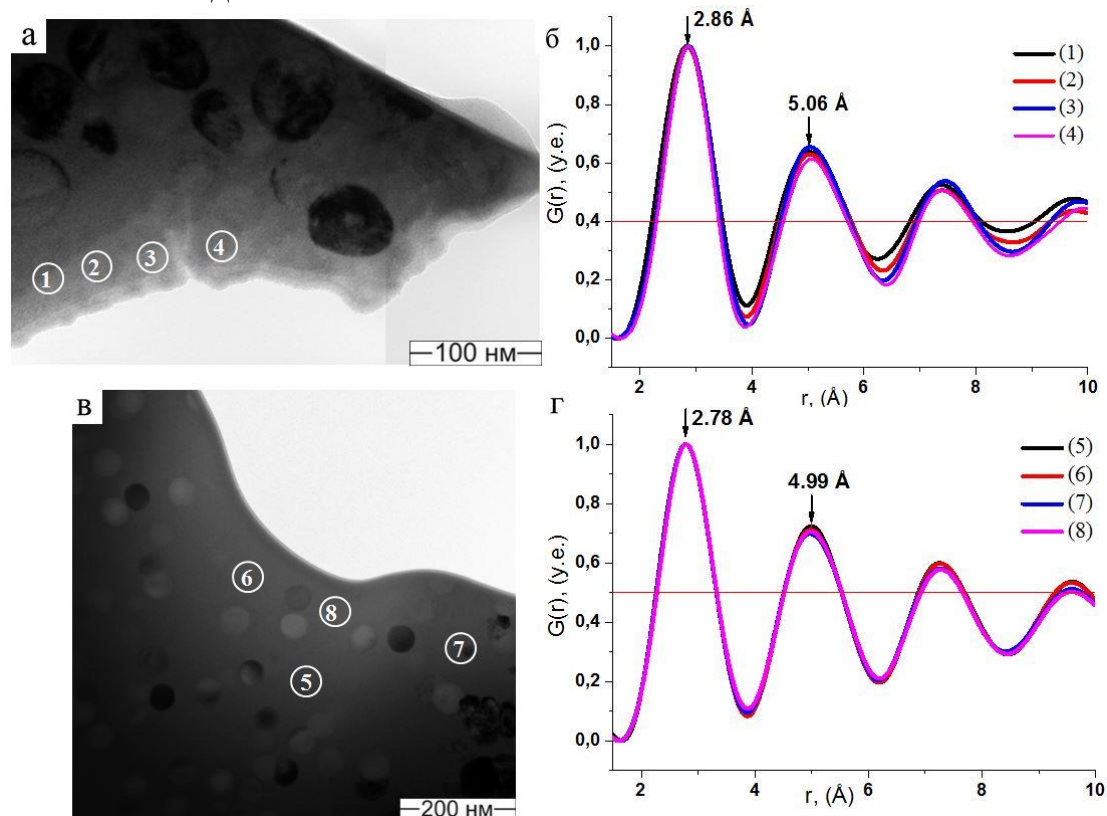 а
1
2
3
4
100 нм
б
2.86 Å
5.06 Å
(1)
(2)
(3)
(4)
1,0
0,8
0,6
0,4
0,2
0,0
G(r), (у.е.)
2
4
6
8
10
r, (Å)
в
6
8
7
5
200 нм
г
2.78 Å
4.99 Å
(5)
(6)
(7)
(8)
1,0
0,8
0,6
0,4
0,2
0,0
G(r), (у.е.)
2
4
6
8
10
r, (Å)